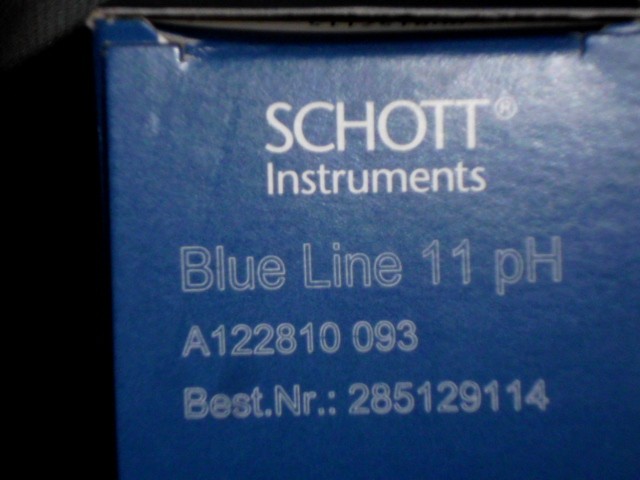 SCHOTT®
Instruments
Blue Line 11 pH
A122810 093
Best.Nr.: 285129114